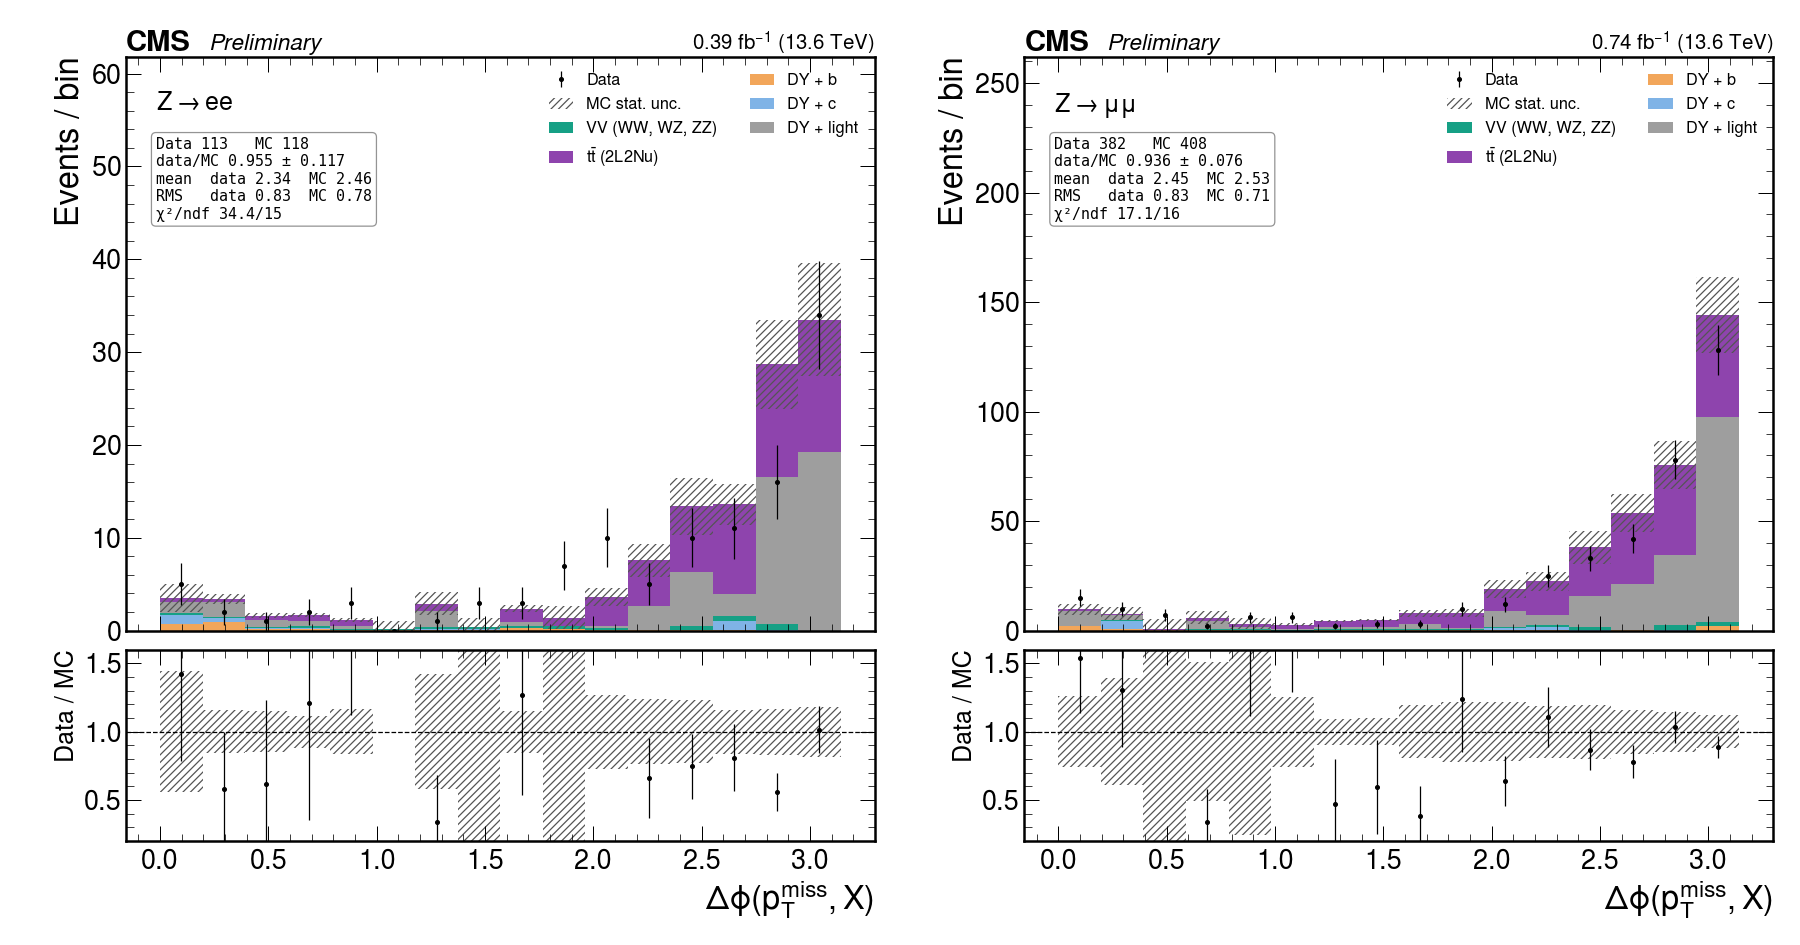 CMS Preliminary 0.39 fb⁻¹ (13.6 TeV)
Events / bin
60
50
40
30
20
10
0
Z → ee
Data 113 MC 118
data/MC 0.955 ± 0.117
mean data 2.34 MC 2.46
RMS data 0.83 MC 0.78
χ²/ndf 34.4/15
Data
MC stat. unc.
VV (WW, WZ, ZZ)
tt̄ (2L2Nu)
DY + b
DY + c
DY + light
Data / MC
1.5
1.0
0.5
0.0 0.5 1.0 1.5 2.0 2.5 3.0
Δϕ(p_T^miss, X)
CMS Preliminary 0.74 fb⁻¹ (13.6 TeV)
Events / bin
250
200
150
100
50
0
Z → μμ
Data 382 MC 408
data/MC 0.936 ± 0.076
mean data 2.45 MC 2.53
RMS data 0.83 MC 0.71
χ²/ndf 17.1/16
Data
MC stat. unc.
VV (WW, WZ, ZZ)
tt̄ (2L2Nu)
DY + b
DY + c
DY + light
Data / MC
1.5
1.0
0.5
0.0 0.5 1.0 1.5 2.0 2.5 3.0
Δϕ(p_T^miss, X)